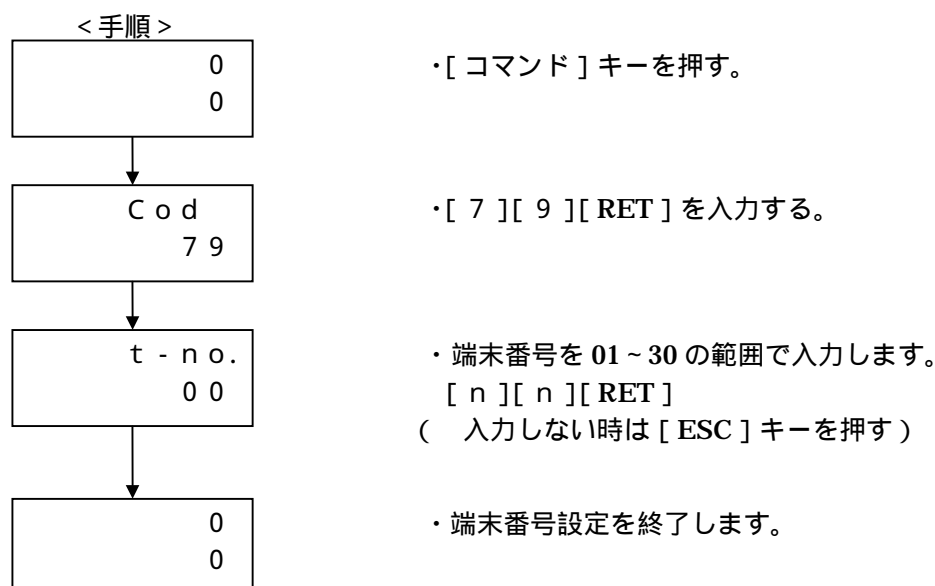 ＜手順＞
0
0
・[コマンド]キーを押す。
Cod
79
・[7][9][RET]を入力する。
t-no.
00
・端末番号を01~30の範囲で入力します。
[n][n][RET]
( 入力しない時は[ESC]キーを押す)
0
0
・端末番号設定を終了します。